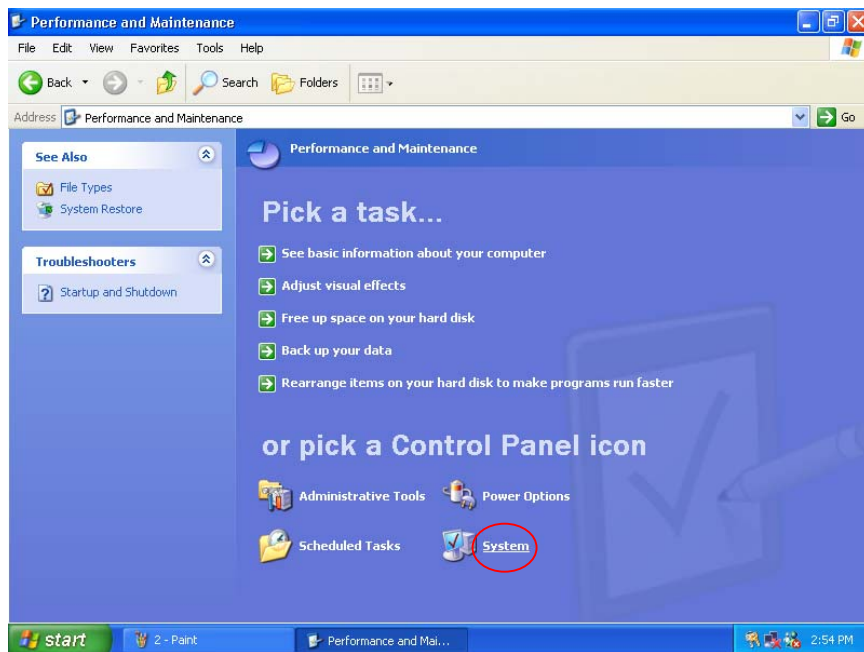 Performance and Maintenance
File Edit View Favorites Tools Help
Back Search Folders
Address Performance and Maintenance Go
See Also
File Types
System Restore
Troubleshooters
Startup and Shutdown
Performance and Maintenance
Pick a task...
See basic information about your computer
Adjust visual effects
Free up space on your hard disk
Back up your data
Rearrange items on your hard disk to make programs run faster
or pick a Control Panel icon
Administrative Tools Power Options
Scheduled Tasks System
start 2 - Paint Performance and Mai... 2:54 PM